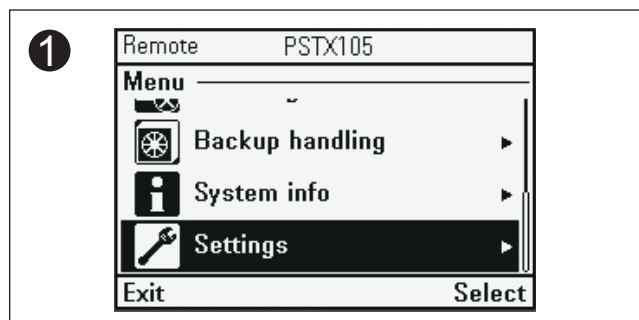 1
Remote PSTX105
Menu
Backup handling
System info
Settings
Exit Select